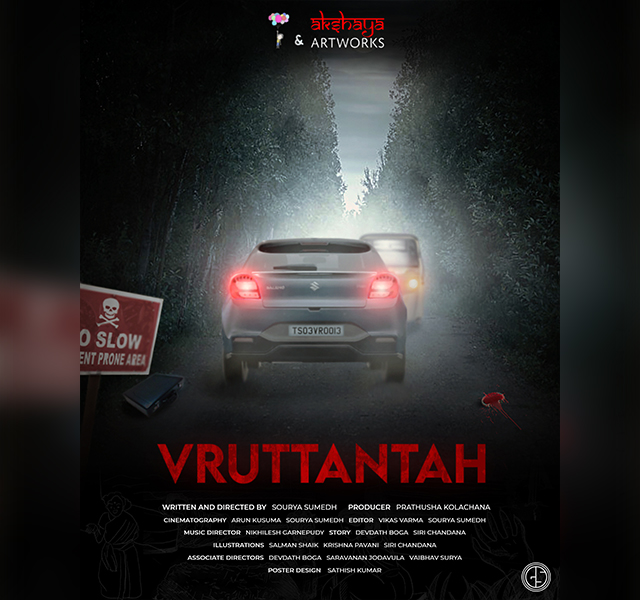 akshaya
& ARTWORKS
TS03VR0013
O SLOW
ENT PRONE AREA
VRUTTANTAH
WRITTEN AND DIRECTED BY SOURYA SUMEDH PRODUCER PRATHUSHA KOLACHANA
CINEMATOGRAPHY ARUN KUSUMA SOURYA SUMEDH EDITOR VIKAS VARMA SOURYA SUMEDH
MUSIC DIRECTOR NIKHILESH GARNEPUDY STORY DEVDATH BOGA SIRI CHANDANA
ILLUSTRATIONS SALMAN SHAIK KRISHNA PAVANI SIRI CHANDANA
ASSOCIATE DIRECTORS DEVDATH BOGA SARAVANAN JODAVULA VAIBHAV SURYA
POSTER DESIGN SATHISH KUMAR